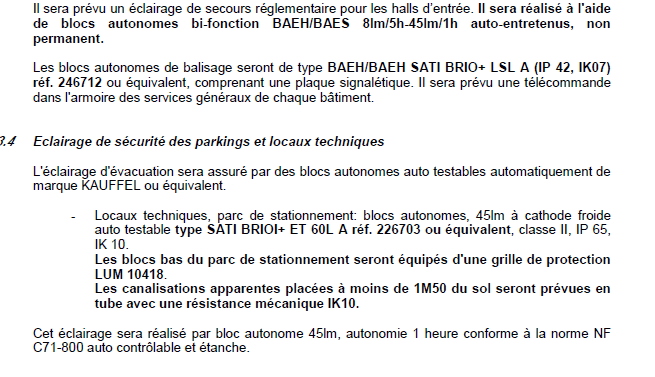 Il sera prévu un éclairage de secours réglementaire pour les halls d'entrée. Il sera réalisé à l'aide
de blocs autonomes bi-fonction BAEH/BAES 8lm/5h-45lm/1h auto-entretenus, non
permanent.
Les blocs autonomes de balisage seront de type BAEH/BAEH SATI BRIO+ LSL A (IP 42, IK07)
réf. 246712 ou équivalent, comprenant une plaque signalétique. Il sera prévu une télécommande
dans l'armoire des services généraux de chaque bâtiment.
3.4 Eclairage de sécurité des parkings et locaux techniques
L'éclairage d'évacuation sera assuré par des blocs autonomes auto testables automatiquement de
marque KAUFFEL ou équivalent.
- Locaux techniques, parc de stationnement: blocs autonomes, 45lm à cathode froide
auto testable type SATI BRIOI+ ET 60L A réf. 226703 ou équivalent, classe II, IP 65,
IK 10.
Les blocs bas du parc de stationnement seront équipés d'une grille de protection
LUM 10418.
Les canalisations apparentes placées à moins de 1M50 du sol seront prévues en
tube avec une résistance mécanique IK10.
Cet éclairage sera réalisé par bloc autonome 45lm, autonomie 1 heure conforme à la norme NF
C71-800 auto contrôlable et étanche.